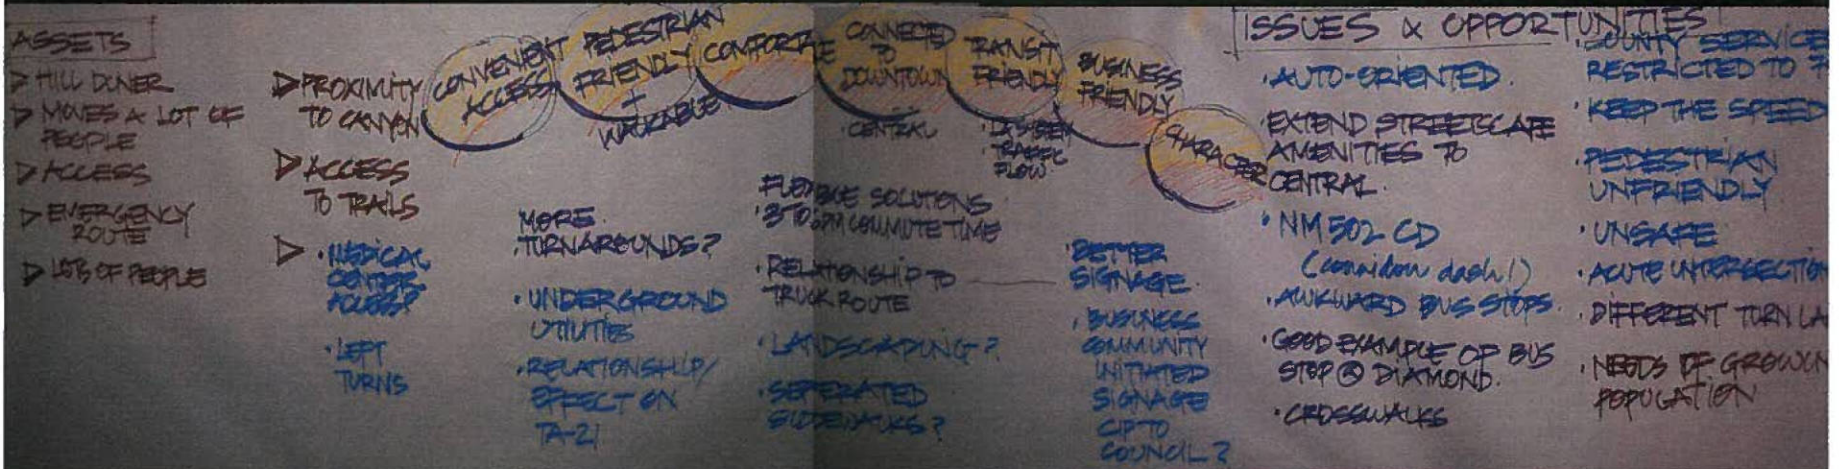 ASSETS
▷ HILL DINER
▷ MOVES A LOT OF
PEOPLE
▷ ACCESS
▷ EMERGENCY
ROUTE
▷ LOTS OF PEOPLE
▷ PROXIMITY
TO CANYON
▷ ACCESS
TO TRAILS
▷ • MEDICAL
CENTER
ACCESS?
• LEFT
TURNS
CONVENIENT
ACCESS
PEDESTRIAN
FRIENDLY
+
WALKABLE
MORE
TURNAROUNDS?
• UNDERGROUND
UTILITIES
• RELATIONSHIP/
EFFECT ON
TA-21
CONNECTED
TO
DOWNTOWN
• CENTRAL
TRANSIT
FRIENDLY
TRAFFIC
FLOW
BUSINESS
FRIENDLY
CHARACTER
SOLUTIONS
COMMUTE TIME
• RELATIONSHIP TO
TRUCK ROUTE
• LANDSCAPING?
• SEPERATED
SIDEWALKS?
• BETTER
SIGNAGE
• BUSINESS
COMMUNITY
INITIATED
SIGNAGE
UP TO
COUNCIL?
ISSUES & OPPORTUNITIES
• AUTO-ORIENTED
• EXTEND STREETSCAPE
AMENITIES TO
CENTRAL.
• NM 502 CD
(corridor dash!)
• AWKWARD BUS STOPS.
• GOOD EXAMPLE OF BUS
STOP @ DIAMOND.
• CROSSWALKS
• COUNTY SERVICE
RESTRICTED TO
• KEEP THE SPEED
• PEDESTRIAN
UNFRIENDLY
• UNSAFE
• ACUTE INTERSECTION
• DIFFERENT TURN LA
• NEEDS OF GROWIN
POPULATION